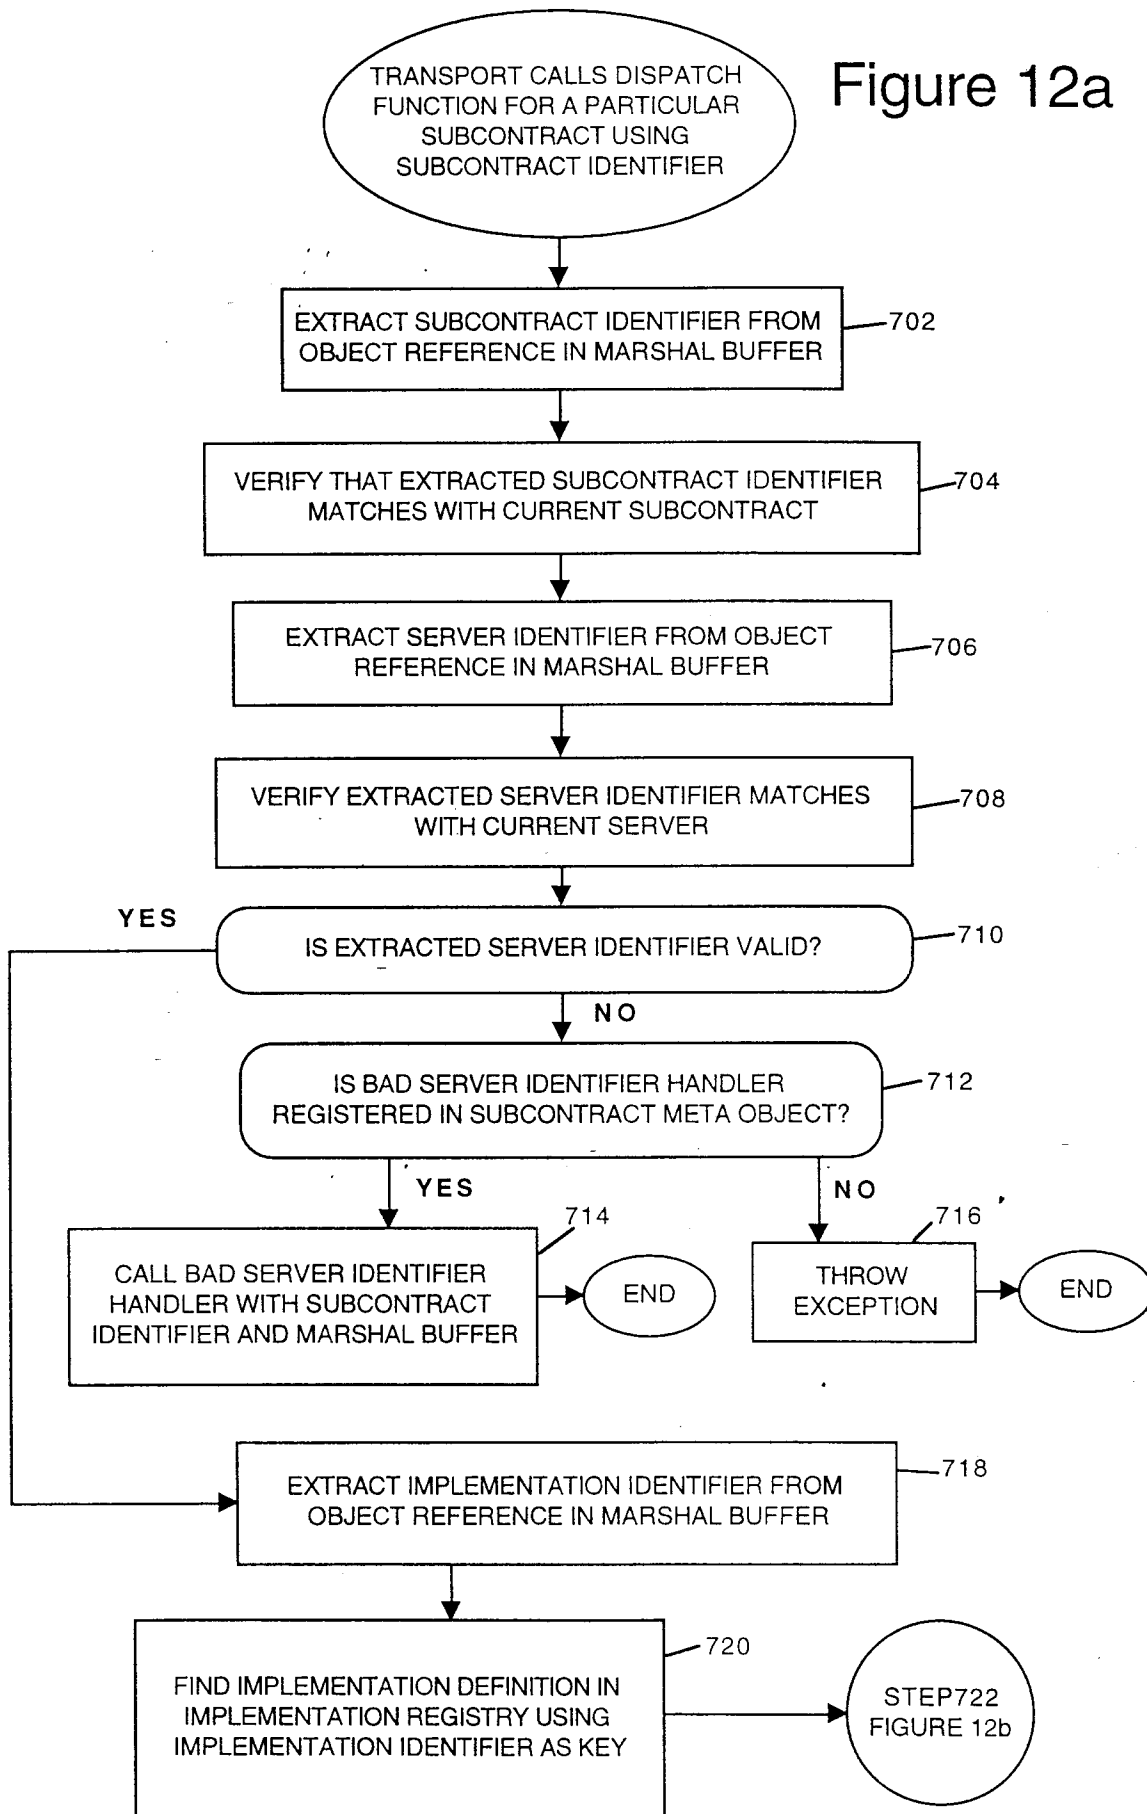 Figure 12a
TRANSPORT CALLS DISPATCH
FUNCTION FOR A PARTICULAR
SUBCONTRACT USING
SUBCONTRACT IDENTIFIER
EXTRACT SUBCONTRACT IDENTIFIER FROM
OBJECT REFERENCE IN MARSHAL BUFFER
702
VERIFY THAT EXTRACTED SUBCONTRACT IDENTIFIER
MATCHES WITH CURRENT SUBCONTRACT
704
EXTRACT SERVER IDENTIFIER FROM OBJECT
REFERENCE IN MARSHAL BUFFER
706
VERIFY EXTRACTED SERVER IDENTIFIER MATCHES
WITH CURRENT SERVER
708
YES
IS EXTRACTED SERVER IDENTIFIER VALID?
710
NO
IS BAD SERVER IDENTIFIER HANDLER
REGISTERED IN SUBCONTRACT META OBJECT?
712
YES
NO
714
CALL BAD SERVER IDENTIFIER
HANDLER WITH SUBCONTRACT
IDENTIFIER AND MARSHAL BUFFER
END
716
THROW
EXCEPTION
END
EXTRACT IMPLEMENTATION IDENTIFIER FROM
OBJECT REFERENCE IN MARSHAL BUFFER
718
FIND IMPLEMENTATION DEFINITION IN
IMPLEMENTATION REGISTRY USING
IMPLEMENTATION IDENTIFIER AS KEY
720
STEP722
FIGURE 12b